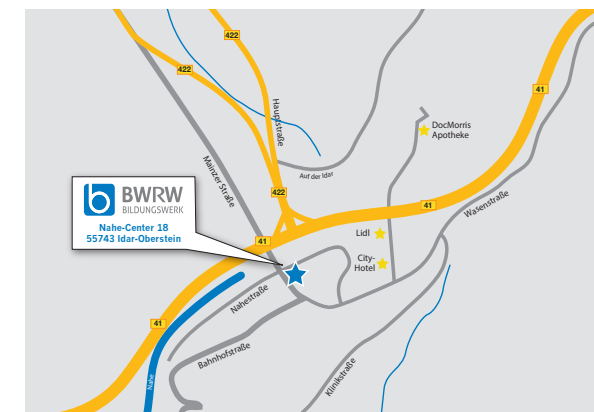 422
422
41
Hauptstraße
DocMorris
Apotheke
Mainzer Straße
Auf der Idar
BWRW
BILDUNGSWERK
Nahe-Center 18
55743 Idar-Oberstein
422
41
Wasenstraße
Lidl
41
City-
Hotel
Nahestraße
41
Bahnhofstraße
Klinikstraße
Nahe